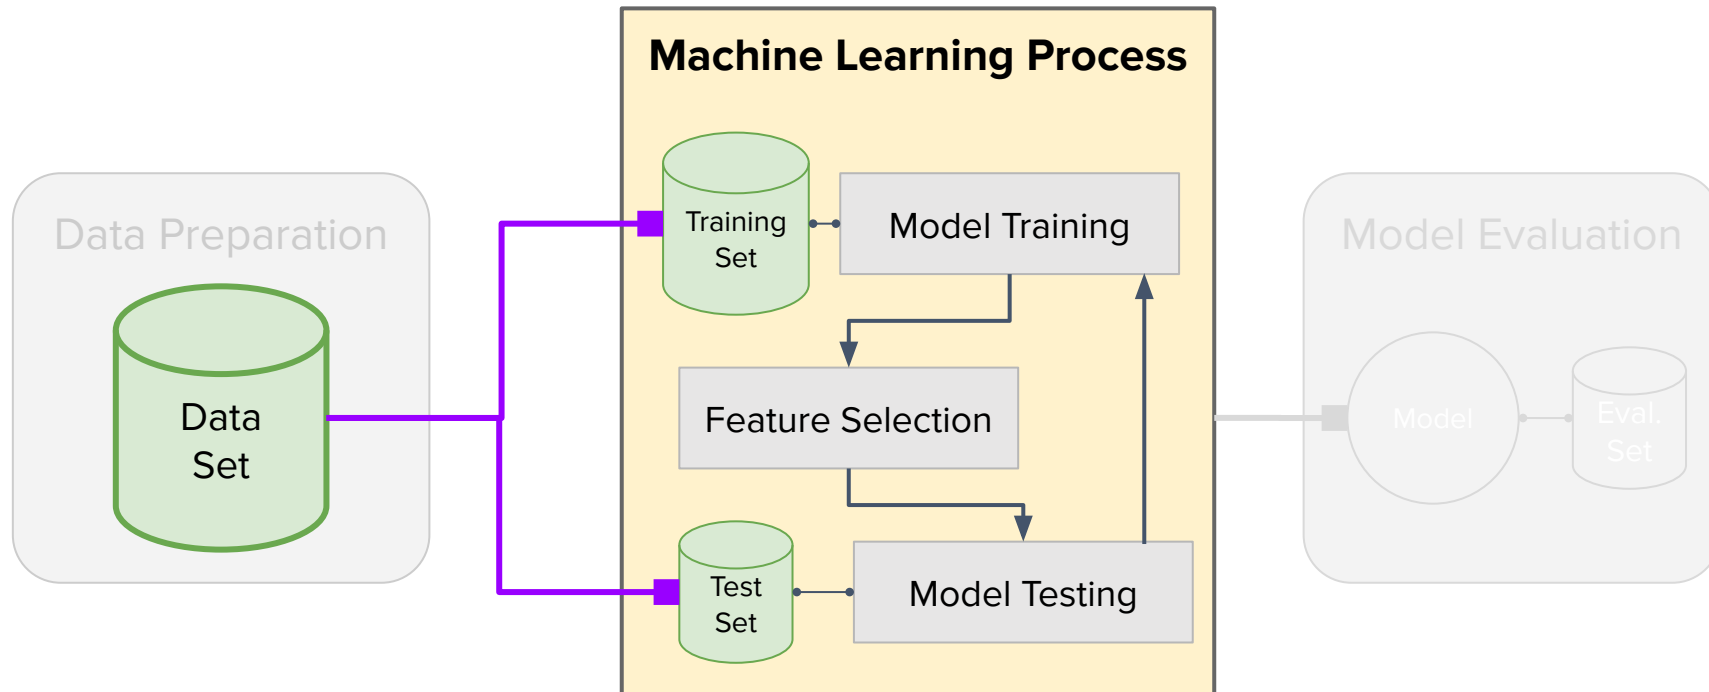 Machine Learning Process
Data Preparation
Data
Set
Training
Set
Model Training
Feature Selection
Test
Set
Model Testing
Model Evaluation
Model
Eval.
Set